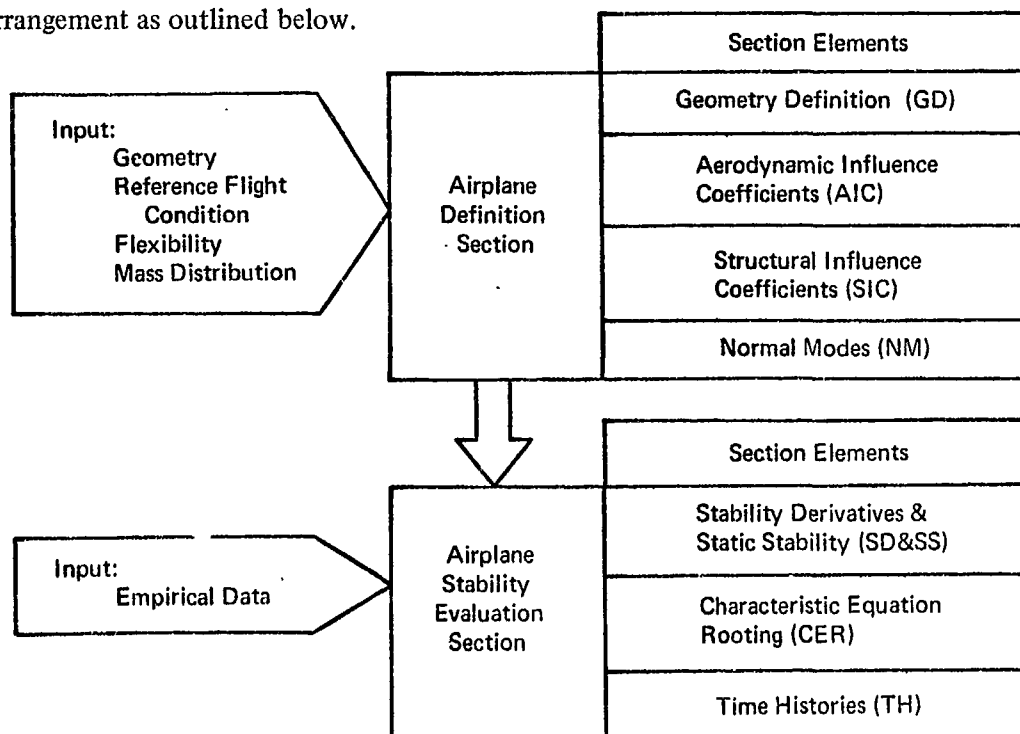 rrangement as outlined below.
Section Elements
Geometry Definition (GD)
Input:
Geometry
Reference Flight
Condition
Flexibility
Mass Distribution
Airplane
Definition
Section
Aerodynamic Influence
Coefficients (AIC)
Structural Influence
Coefficients (SIC)
Normal Modes (NM)
Section Elements
Stability Derivatives &
Static Stability (SD&SS)
Input:
Empirical Data
Airplane
Stability
Evaluation
Section
Characteristic Equation
Rooting (CER)
Time Histories (TH)